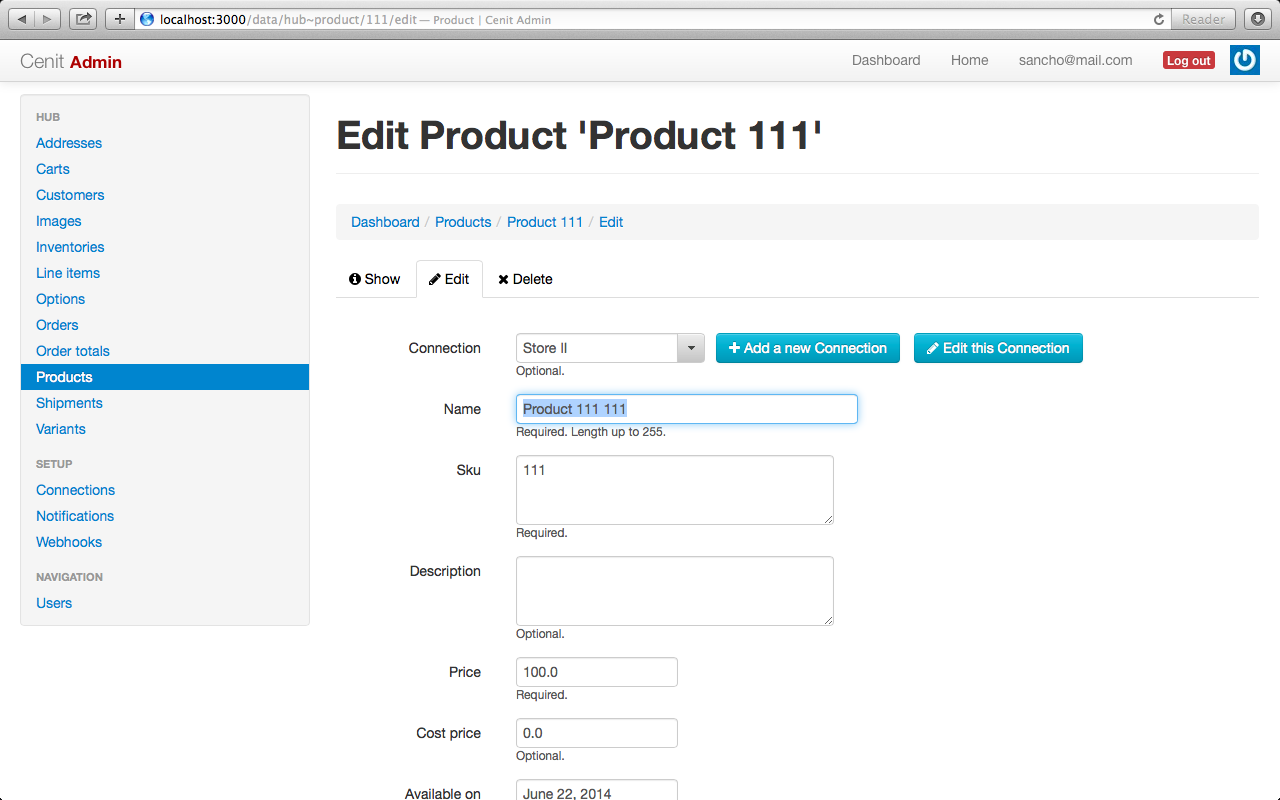 localhost:3000/data/hub~product/111/edit — Product | Cenit Admin
Reader
Cenit Admin
Dashboard Home sancho@mail.com Log out
HUB
Addresses
Carts
Customers
Images
Inventories
Line items
Options
Orders
Order totals
Products
Shipments
Variants
SETUP
Connections
Notifications
Webhooks
NAVIGATION
Users
Edit Product 'Product 111'
Dashboard / Products / Product 111 / Edit
Show Edit Delete
Connection Store II Add a new Connection Edit this Connection
Optional.
Name Product 111 111
Required. Length up to 255.
Sku 111
Required.
Description
Optional.
Price 100.0
Required.
Cost price 0.0
Optional.
Available on June 22, 2014